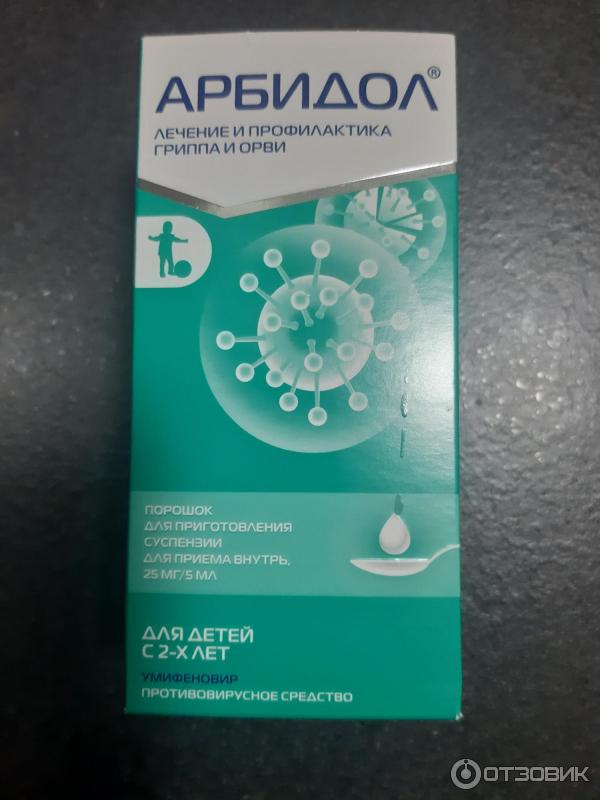 АРБИДОЛ®
ЛЕЧЕНИЕ И ПРОФИЛАКТИКА
ГРИППА И ОРВИ
ПОРОШОК
ДЛЯ ПРИГОТОВЛЕНИЯ
СУСПЕНЗИИ
ДЛЯ ПРИЕМА ВНУТРЬ,
25 МГ/5 МЛ
ДЛЯ ДЕТЕЙ
С 2-Х ЛЕТ
УМИФЕНОВИР
ПРОТИВОВИРУСНОЕ СРЕДСТВО
ОТЗОВИК